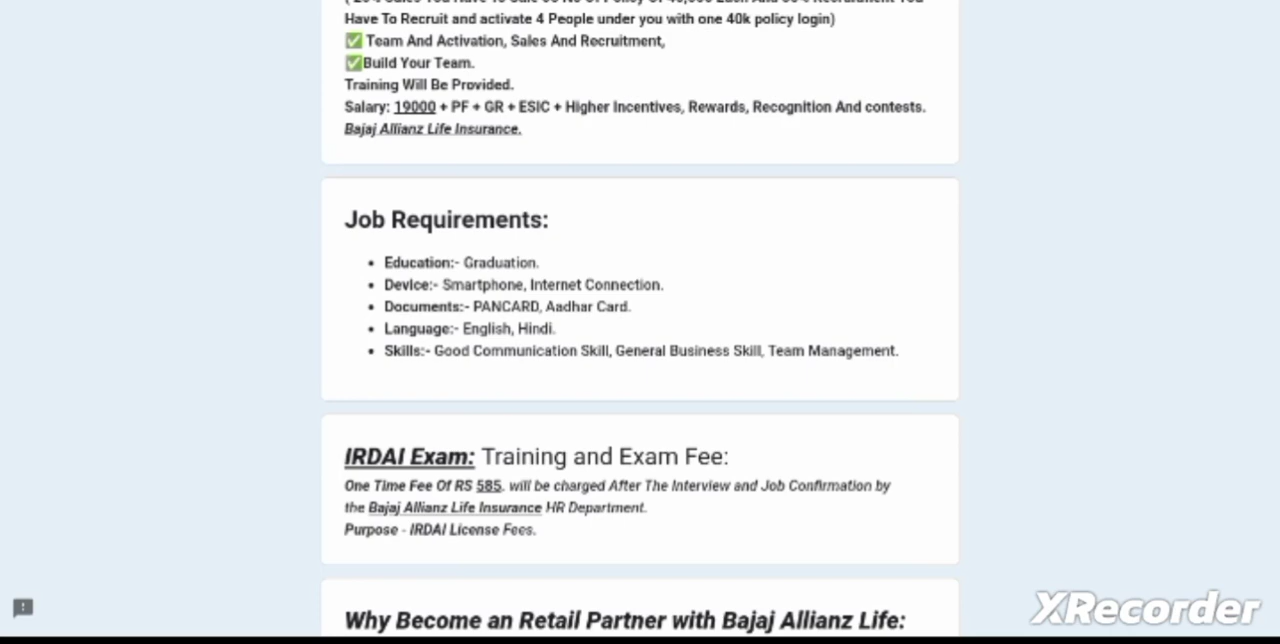 Have To Recruit and activate 4 People under you with one 40k policy login)
✅ Team And Activation, Sales And Recruitment,
✅Build Your Team.
Training Will Be Provided.
Salary: 19000 + PF + GR + ESIC + Higher Incentives, Rewards, Recognition And contests.
Bajaj Allianz Life Insurance.
Job Requirements:
• Education:- Graduation.
• Device:- Smartphone, Internet Connection.
• Documents:- PANCARD, Aadhar Card.
• Language:- English, Hindi.
• Skills:- Good Communication Skill, General Business Skill, Team Management.
IRDAI Exam: Training and Exam Fee:
One Time Fee Of RS 585. will be charged After The Interview and Job Confirmation by
the Bajaj Allianz Life Insurance HR Department.
Purpose - IRDAI License Fees.
Why Become an Retail Partner with Bajaj Allianz Life:
XRecorder